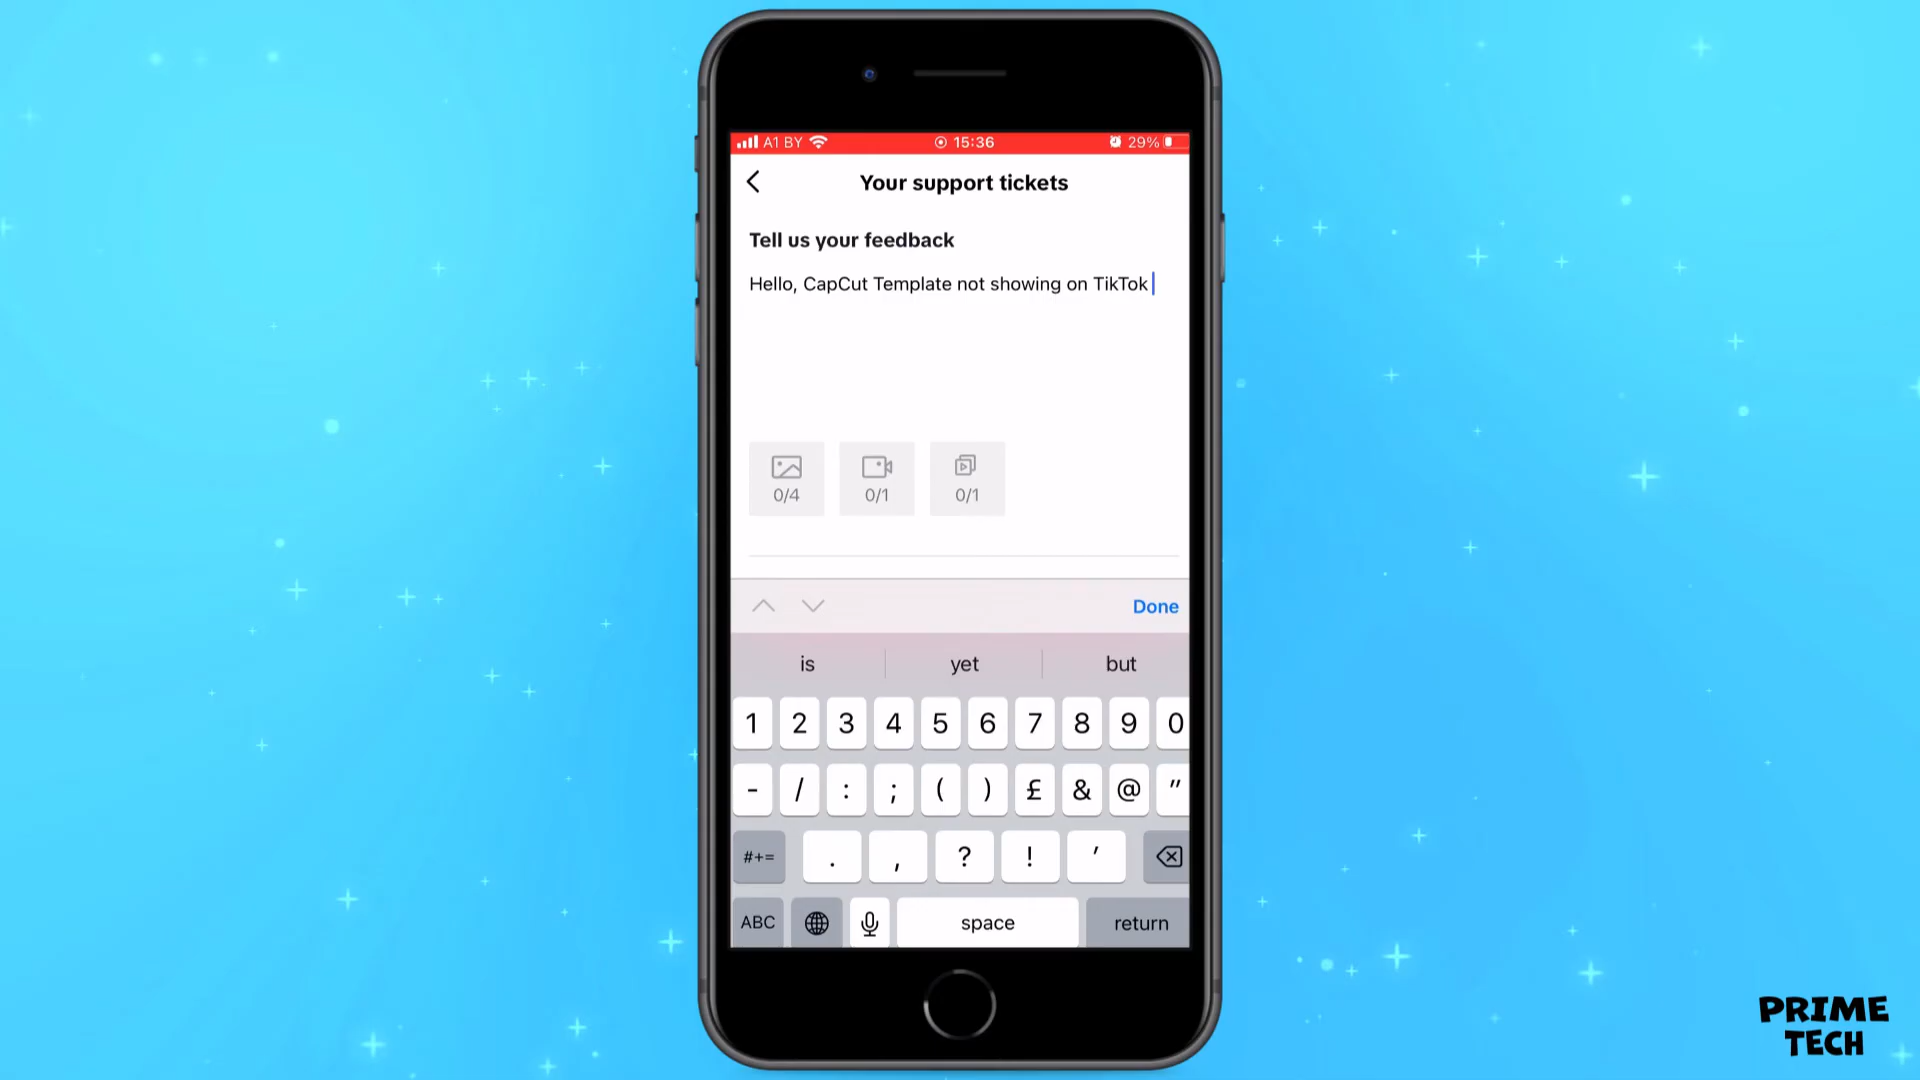 A1 BY 15:36 29%
Your support tickets
Tell us your feedback
Hello, CapCut Template not showing on TikTok
0/4 0/1 0/1
Done
is yet but
1 2 3 4 5 6 7 8 9 0
- / : ; ( ) £ & @ "
#+= . , ? ! '
ABC space return
PRIME
TECH